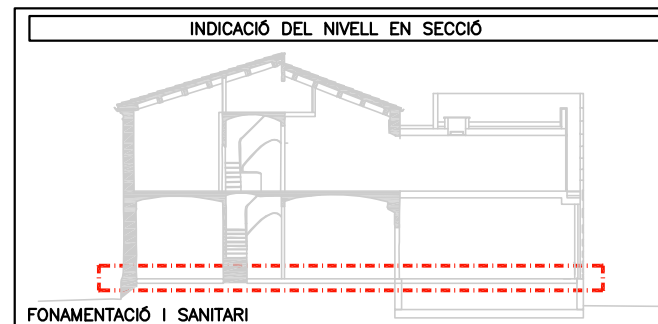 INDICACIÓ DEL NIVELL EN SECCIÓ
FONAMENTACIÓ I SANITARI